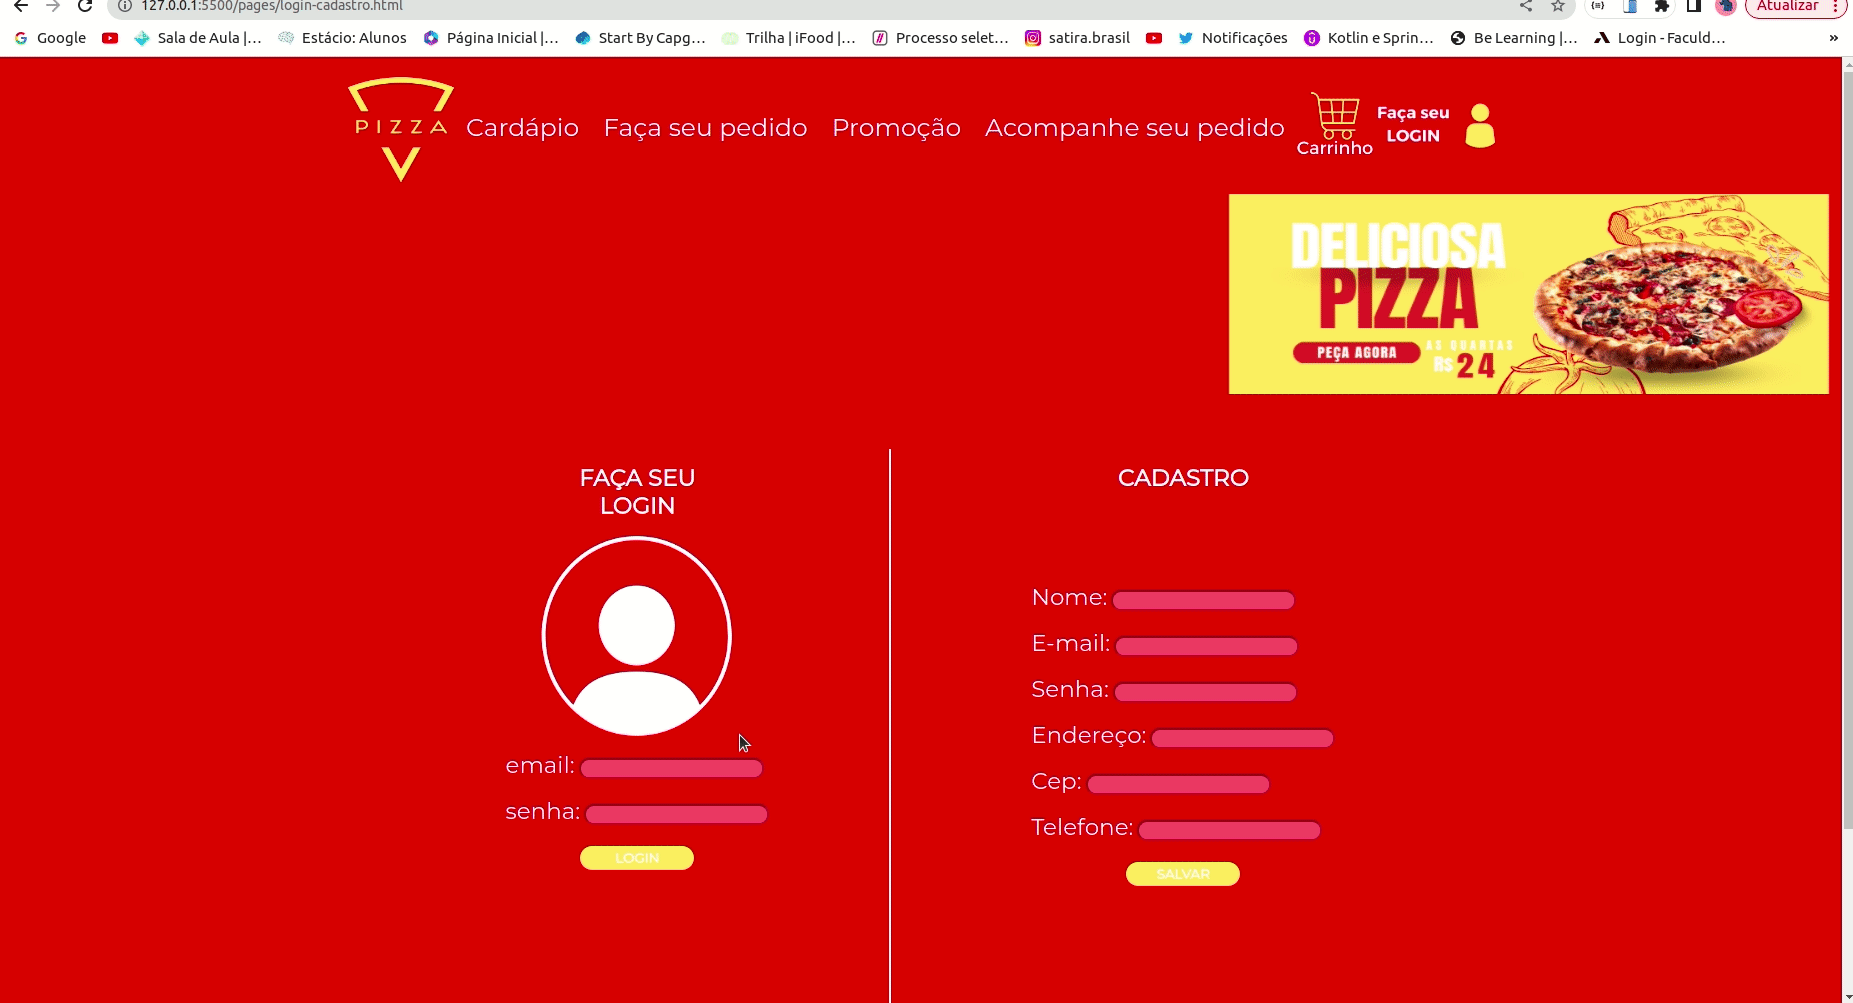 127.0.0.1:5500/pages/login-cadastro.html
Atualizar
Google
Sala de Aula |...
Estácio: Alunos
Página Inicial |...
Start By Capg...
Trilha | iFood |...
Processo selet...
satira.brasil
Notificações
Kotlin e Sprin...
Be Learning |...
Login - Faculd...
»
PIZZA
Cardápio
Faça seu pedido
Promoção
Acompanhe seu pedido
Carrinho
Faça seu
LOGIN
DELICIOSA
PIZZA
PEÇA AGORA
AS QUARTAS
R$ 24
FAÇA SEU
LOGIN
email:
senha:
LOGIN
CADASTRO
Nome:
E-mail:
Senha:
Endereço:
Cep:
Telefone:
SALVAR